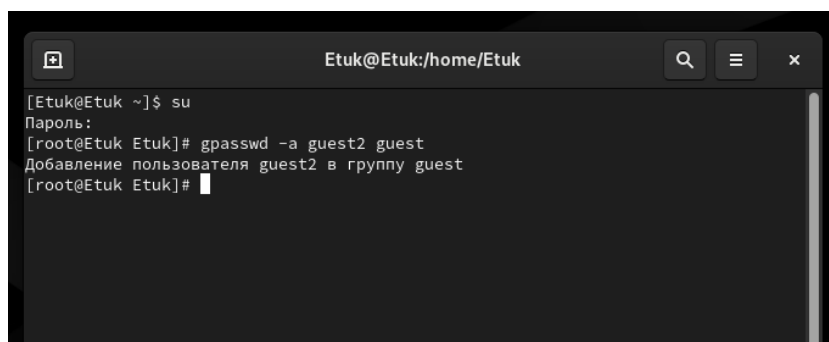 Etuk@Etuk:/home/Etuk
[Etuk@Etuk ~]$ su
Пароль:
[root@Etuk Etuk]# gpasswd -a guest2 guest
Добавление пользователя guest2 в группу guest
[root@Etuk Etuk]#